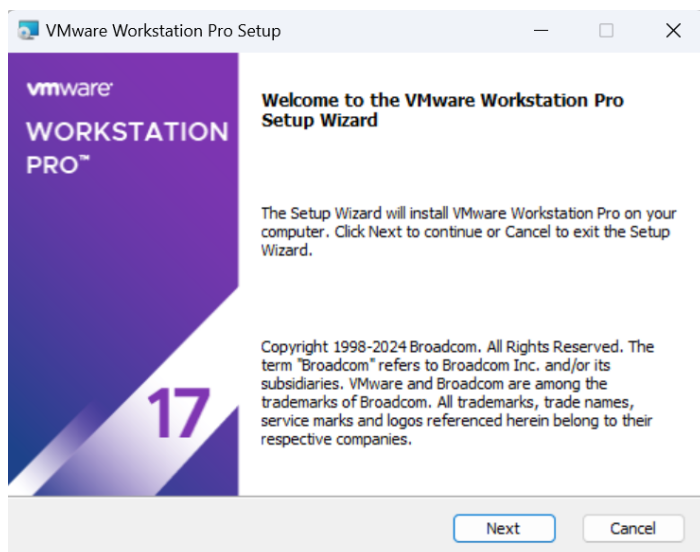 VMware Workstation Pro Setup
vmware®
WORKSTATION
PRO™
17
Welcome to the VMware Workstation Pro
Setup Wizard
The Setup Wizard will install VMware Workstation Pro on your
computer. Click Next to continue or Cancel to exit the Setup
Wizard.
Copyright 1998-2024 Broadcom. All Rights Reserved. The
term "Broadcom" refers to Broadcom Inc. and/or its
subsidiaries. VMware and Broadcom are among the
trademarks of Broadcom. All trademarks, trade names,
service marks and logos referenced herein belong to their
respective companies.
Next
Cancel